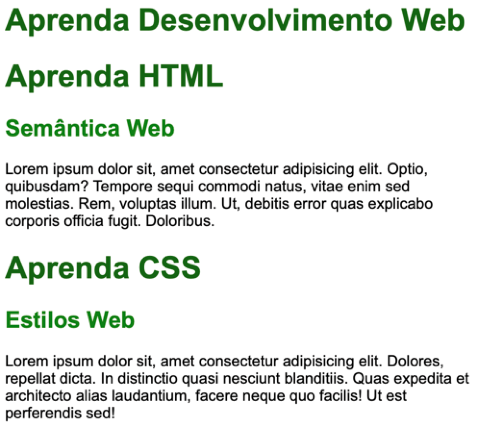 Aprenda Desenvolvimento Web
Aprenda HTML
Semântica Web
Lorem ipsum dolor sit, amet consectetur adipisicing elit. Optio,
quibusdam? Tempore sequi commodi natus, vitae enim sed
molestias. Rem, voluptas illum. Ut, debitis error quas explicabo
corporis officia fugit. Doloribus.
Aprenda CSS
Estilos Web
Lorem ipsum dolor sit, amet consectetur adipisicing elit. Dolores,
repellat dicta. In distinctio quasi nesciunt blanditiis. Quas expedita et
architecto alias laudantium, facere neque quo facilis! Ut est
perferendis sed!